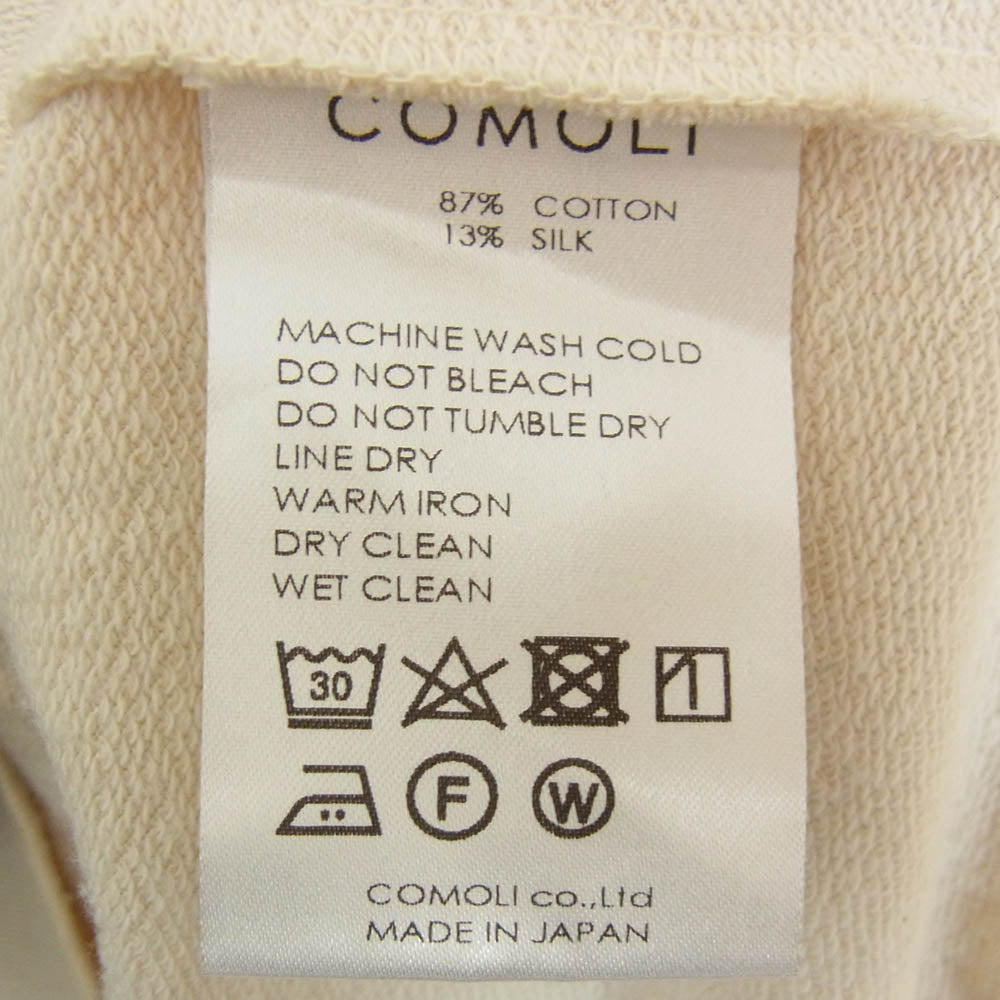 COMOLI
87% COTTON
13% SILK
MACHINE WASH COLD
DO NOT BLEACH
DO NOT TUMBLE DRY
LINE DRY
WARM IRON
DRY CLEAN
WET CLEAN
30
F W
COMOLI co.,Ltd
MADE IN JAPAN